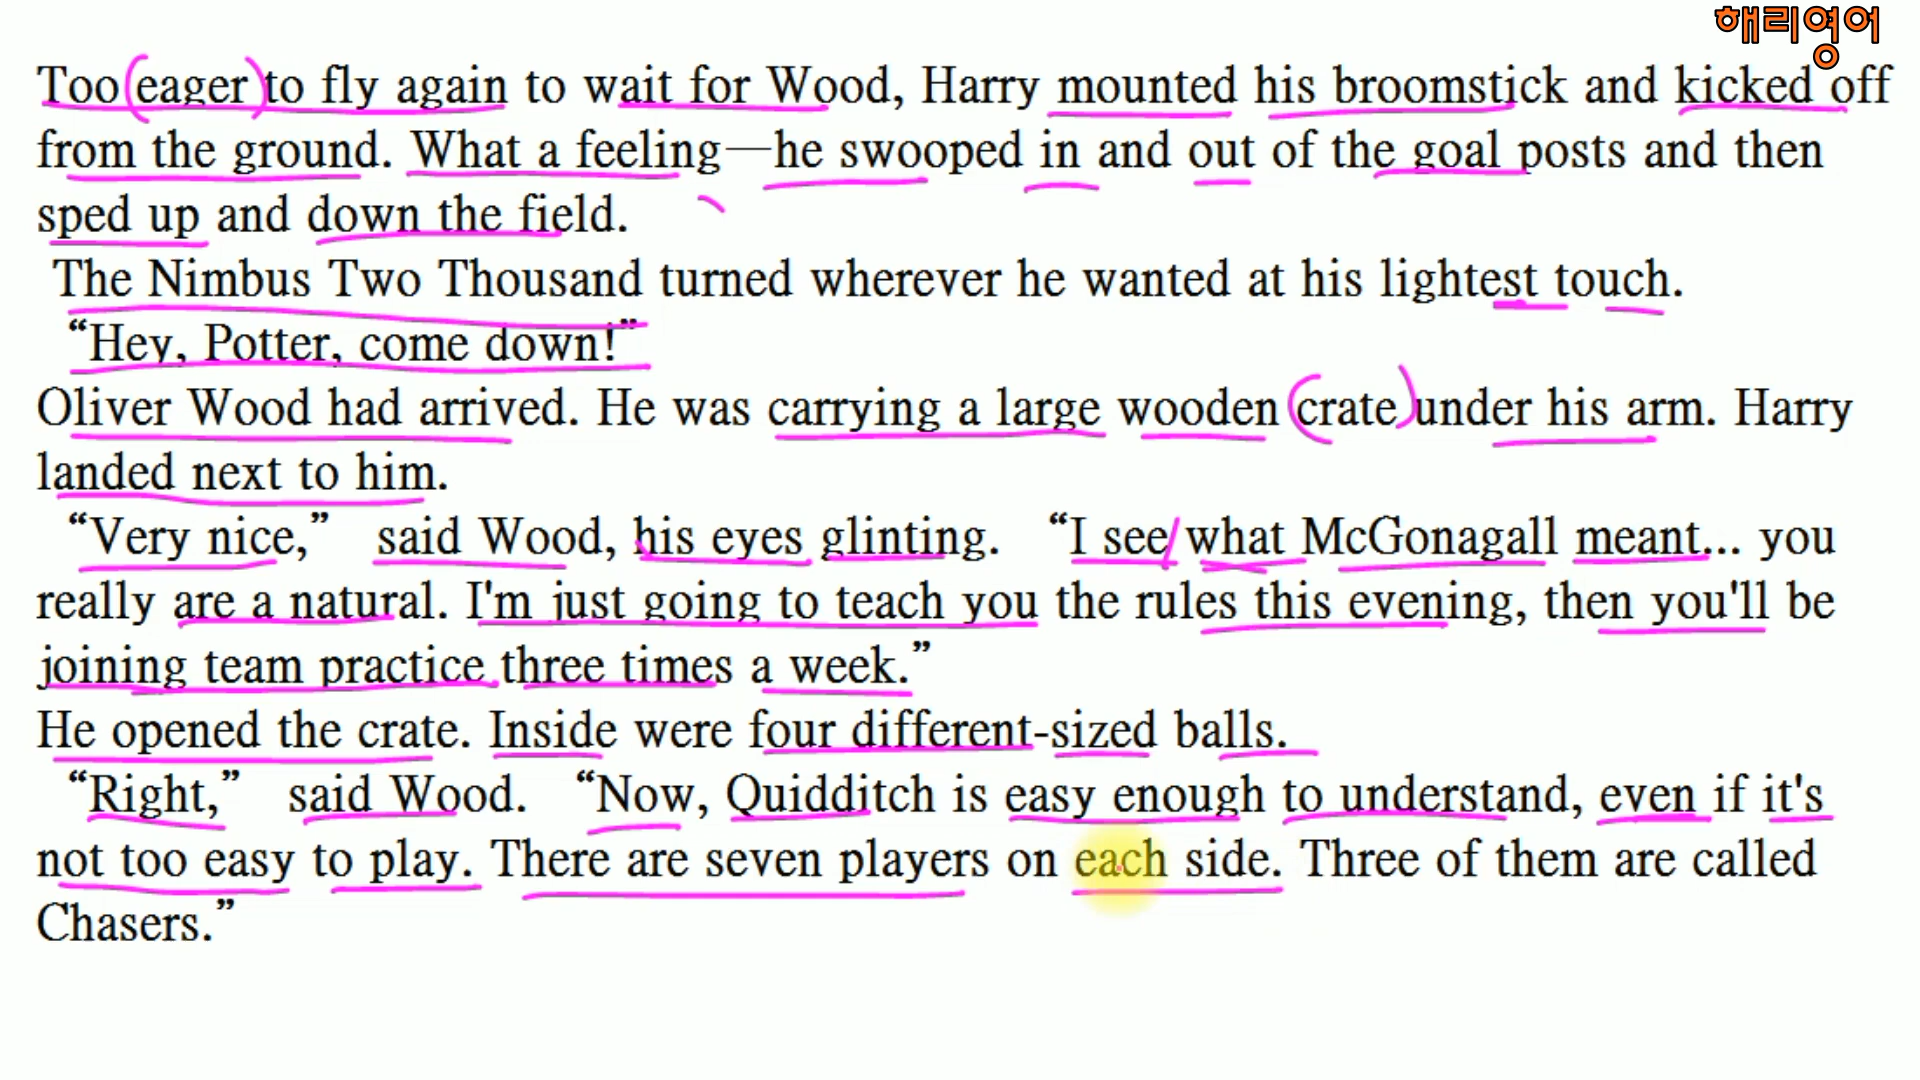 해리영어
Too eager to fly again to wait for Wood, Harry mounted his broomstick and kicked off
from the ground. What a feeling—he swooped in and out of the goal posts and then
sped up and down the field.
The Nimbus Two Thousand turned wherever he wanted at his lightest touch.
“Hey, Potter, come down!”
Oliver Wood had arrived. He was carrying a large wooden crate under his arm. Harry
landed next to him.
“Very nice,” said Wood, his eyes glinting. “I see what McGonagall meant... you
really are a natural. I'm just going to teach you the rules this evening, then you'll be
joining team practice three times a week.”
He opened the crate. Inside were four different-sized balls.
“Right,” said Wood. “Now, Quidditch is easy enough to understand, even if it's
not too easy to play. There are seven players on each side. Three of them are called
Chasers.”